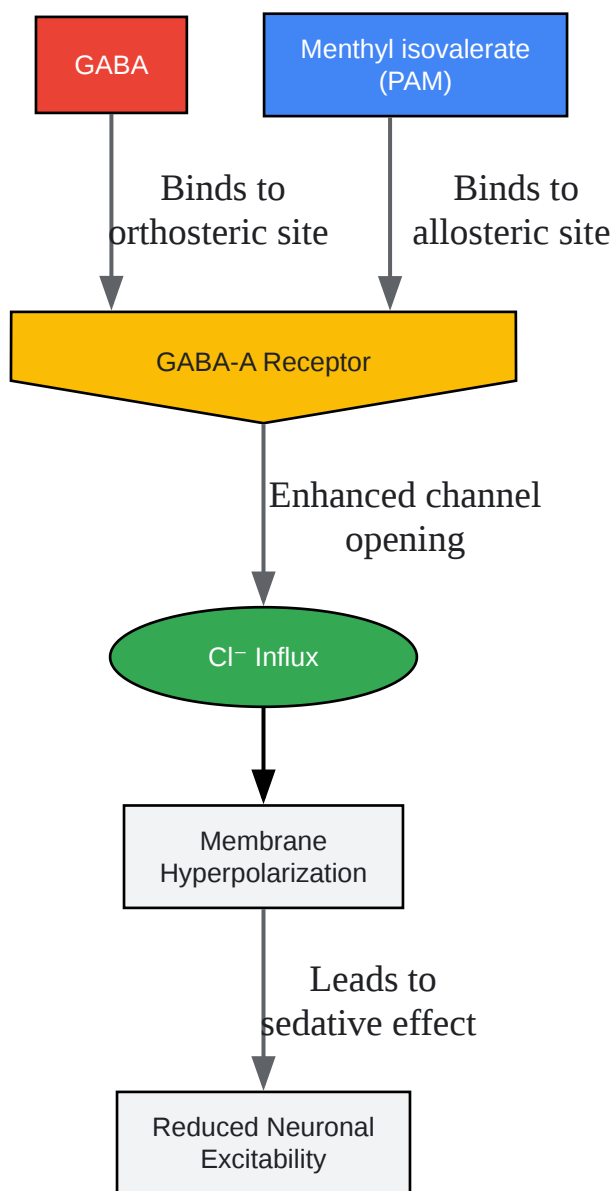 GABA
Menthyl isovalerate
(PAM)
Binds to
orthosteric site
Binds to
allosteric site
GABA-A Receptor
Enhanced channel
opening
Cl⁻ Influx
Membrane
Hyperpolarization
Leads to
sedative effect
Reduced Neuronal
Excitability